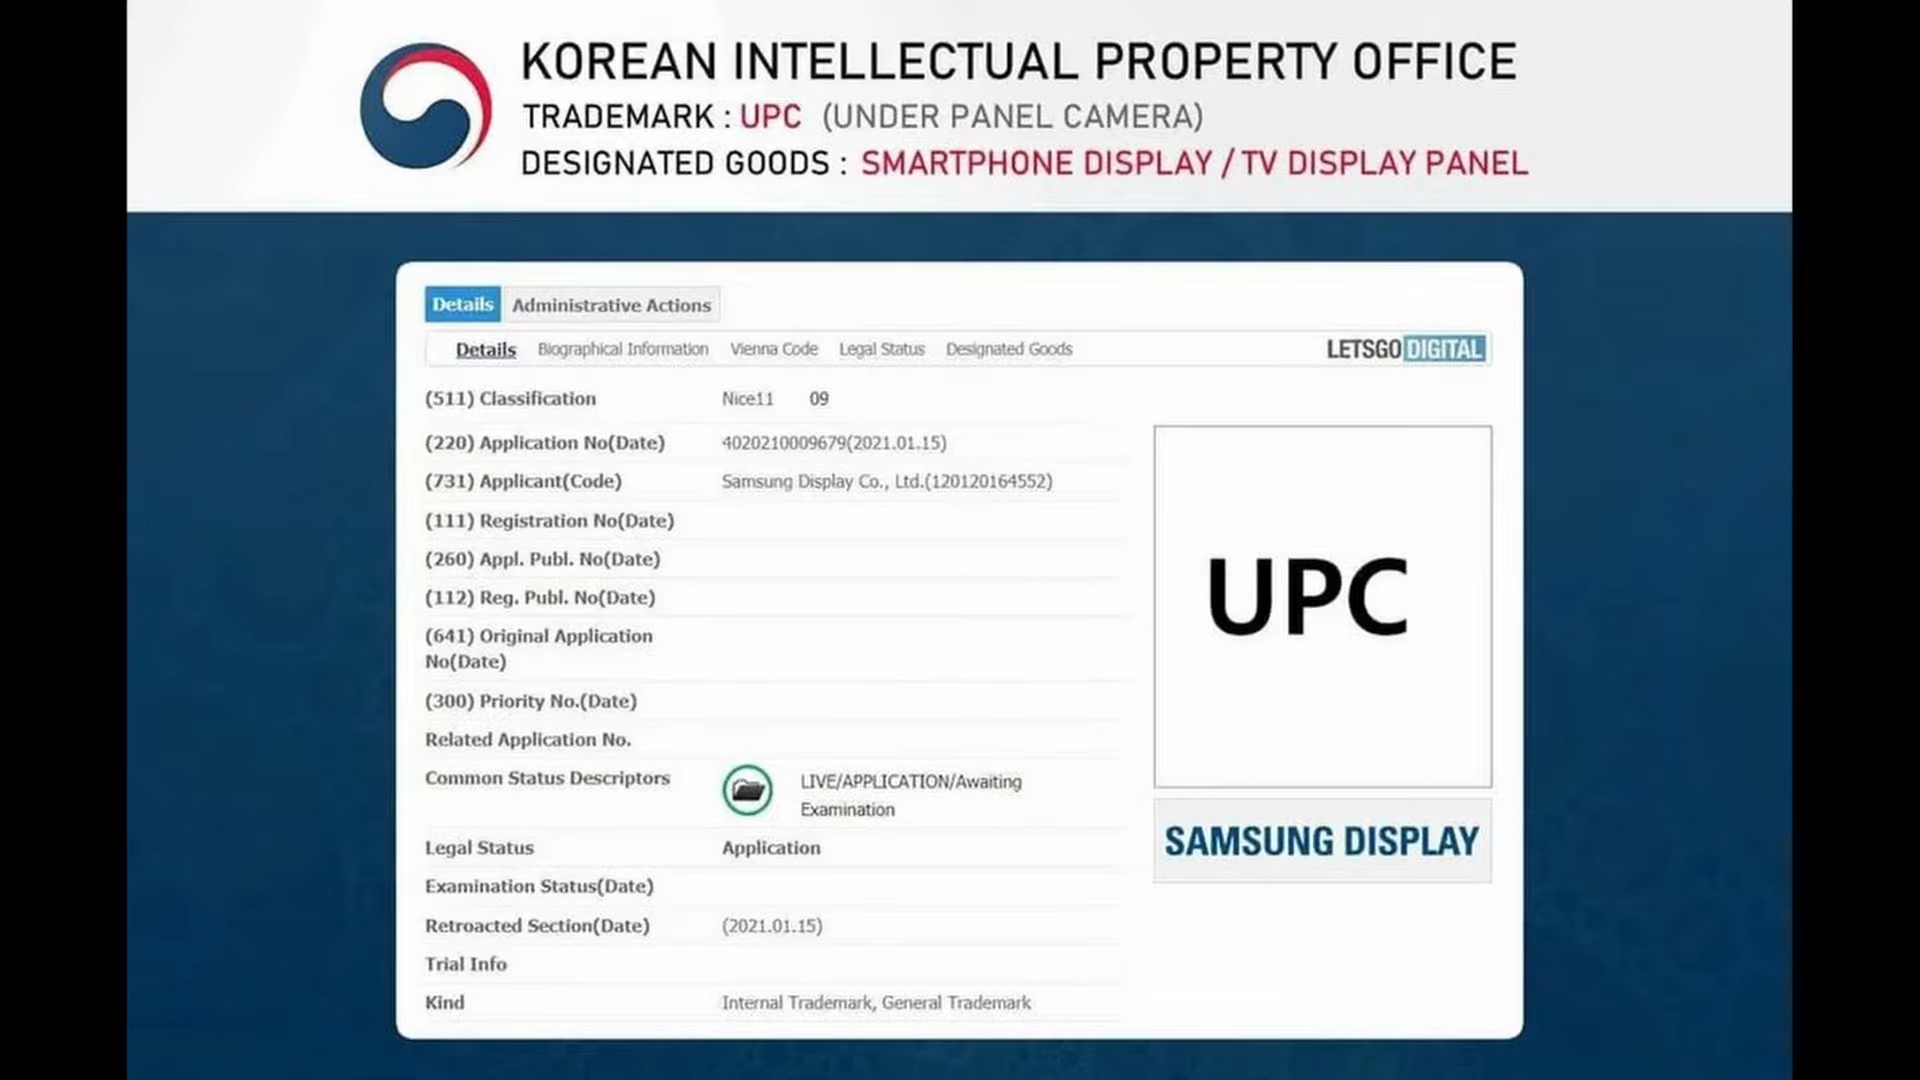 KOREAN INTELLECTUAL PROPERTY OFFICE
TRADEMARK : UPC (UNDER PANEL CAMERA)
DESIGNATED GOODS : SMARTPHONE DISPLAY / TV DISPLAY PANEL
Details Administrative Actions
Details Biographical Information Vienna Code Legal Status Designated Goods LETSGODIGITAL
(511) Classification Nice11 09
(220) Application No(Date) 4020210009679(2021.01.15)
(731) Applicant(Code) Samsung Display Co., Ltd.(120120164552)
(111) Registration No(Date)
(260) Appl. Publ. No(Date)
(112) Reg. Publ. No(Date)
(641) Original Application
No(Date)
(300) Priority No.(Date)
Related Application No.
Common Status Descriptors LIVE/APPLICATION/Awaiting
Examination
Legal Status Application
Examination Status(Date)
Retroacted Section(Date) (2021.01.15)
Trial Info
Kind Internal Trademark, General Trademark
UPC
SAMSUNG DISPLAY